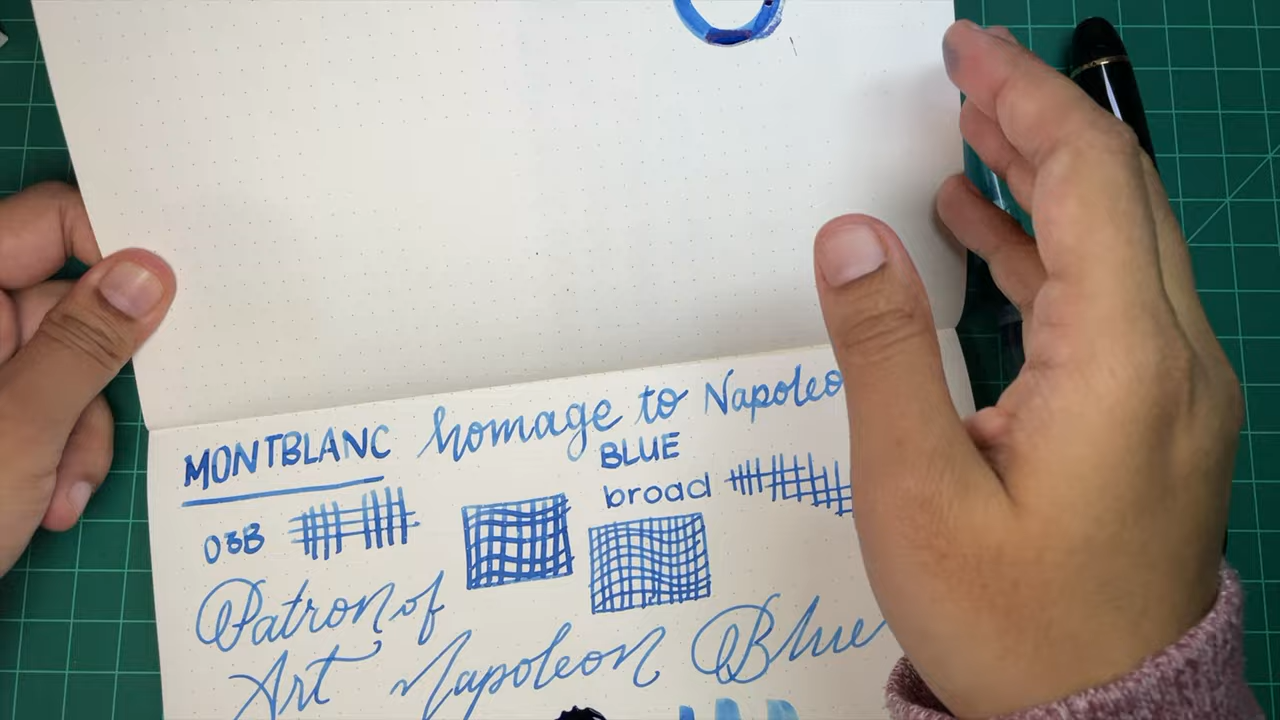 MONTBLANC homage to Napoleo
BLUE
broad
03B
Patron of
Art Napoleon Blue